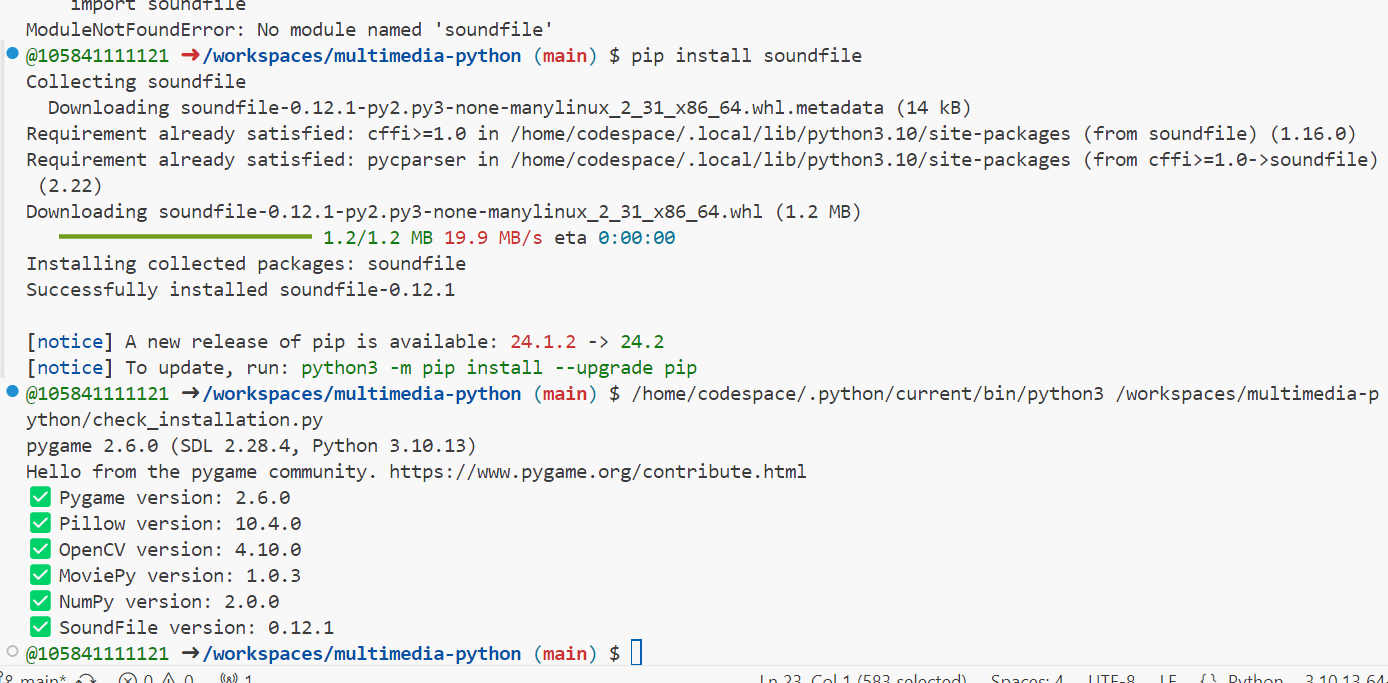 import soundfile
ModuleNotFoundError: No module named 'soundfile'
@105841111121 ➜/workspaces/multimedia-python (main) $ pip install soundfile
Collecting soundfile
Downloading soundfile-0.12.1-py2.py3-none-manylinux_2_31_x86_64.whl.metadata (14 kB)
Requirement already satisfied: cffi>=1.0 in /home/codespace/.local/lib/python3.10/site-packages (from soundfile) (1.16.0)
Requirement already satisfied: pycparser in /home/codespace/.local/lib/python3.10/site-packages (from cffi>=1.0->soundfile)
(2.22)
Downloading soundfile-0.12.1-py2.py3-none-manylinux_2_31_x86_64.whl (1.2 MB)
1.2/1.2 MB 19.9 MB/s eta 0:00:00
Installing collected packages: soundfile
Successfully installed soundfile-0.12.1
[notice] A new release of pip is available: 24.1.2 -> 24.2
[notice] To update, run: python3 -m pip install --upgrade pip
@105841111121 ➜/workspaces/multimedia-python (main) $ /home/codespace/.python/current/bin/python3 /workspaces/multimedia-p
ython/check_installation.py
pygame 2.6.0 (SDL 2.28.4, Python 3.10.13)
Hello from the pygame community. https://www.pygame.org/contribute.html
✅ Pygame version: 2.6.0
✅ Pillow version: 10.4.0
✅ OpenCV version: 4.10.0
✅ MoviePy version: 1.0.3
✅ NumPy version: 2.0.0
✅ SoundFile version: 0.12.1
@105841111121 ➜/workspaces/multimedia-python (main) $
main* 0 0 1 Ln 23, Col 1 (583 selected) Spaces: 4 UTF-8 LF {} Python 3.10.13 64-